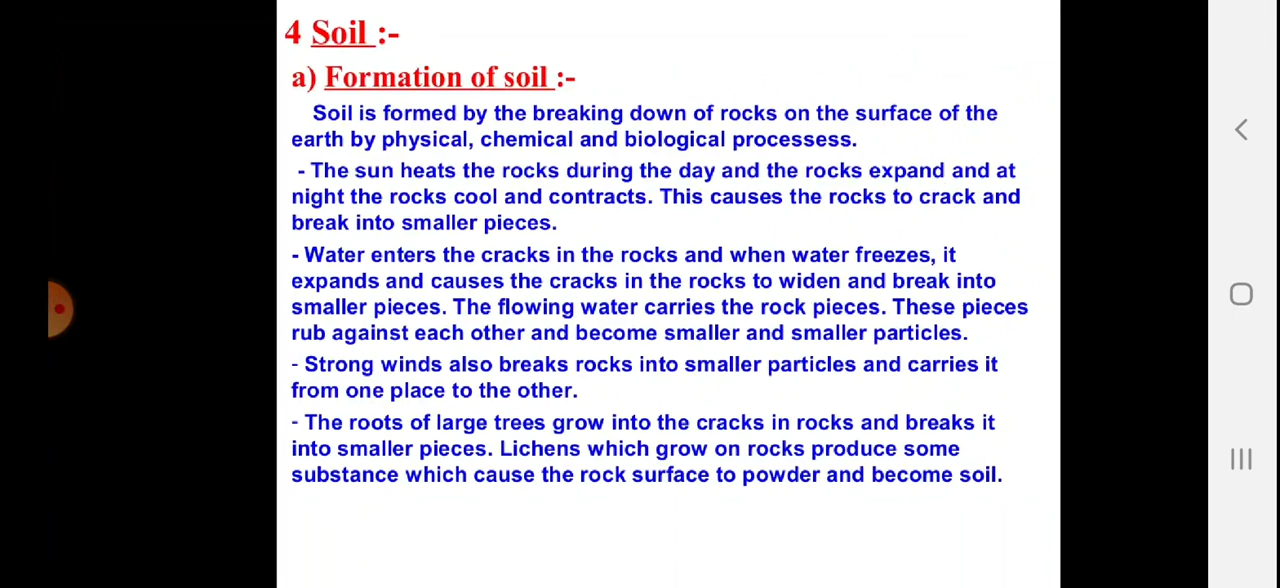 4 Soil :-
a) Formation of soil :-
Soil is formed by the breaking down of rocks on the surface of the
earth by physical, chemical and biological processess.
- The sun heats the rocks during the day and the rocks expand and at
night the rocks cool and contracts. This causes the rocks to crack and
break into smaller pieces.
- Water enters the cracks in the rocks and when water freezes, it
expands and causes the cracks in the rocks to widen and break into
smaller pieces. The flowing water carries the rock pieces. These pieces
rub against each other and become smaller and smaller particles.
- Strong winds also breaks rocks into smaller particles and carries it
from one place to the other.
- The roots of large trees grow into the cracks in rocks and breaks it
into smaller pieces. Lichens which grow on rocks produce some
substance which cause the rock surface to powder and become soil.